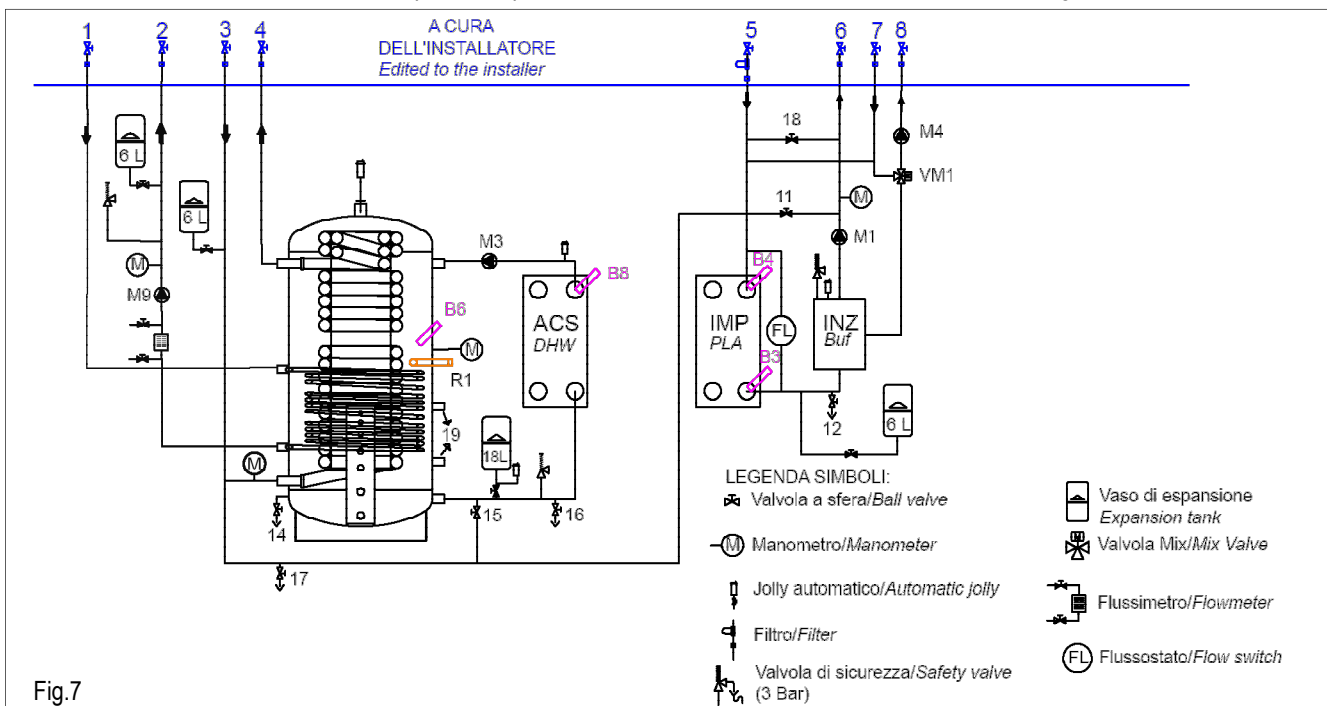 1 2 3 4 5 6 7 8
A CURA
DELL'INSTALLATORE
Edited to the installer
6 L
6 L
M
M9
18
M4
VM1
11
M
M1
M3
B8
B4
B6
ACS
DHW
IMP
PLA
FL
INZ
Buf
M
R1
B3
19
12
6 L
18L
M
14
15
16
17
LEGENDA SIMBOLI:
Valvola a sfera/Ball valve
M Manometro/Manometer
Jolly automatico/Automatic jolly
Filtro/Filter
Valvola di sicurezza/Safety valve
(3 Bar)
Vaso di espansione
Expansion tank
M
Valvola Mix/Mix Valve
Flussimetro/Flowmeter
FL Flussostato/Flow switch
Fig.7